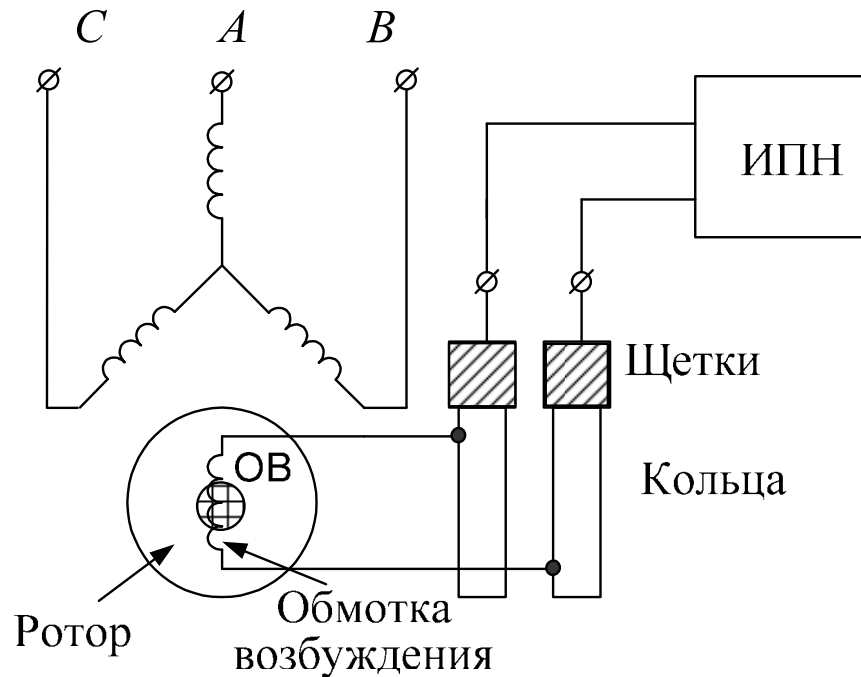 C A B
ИПН
Щетки
ОВ
Кольца
Ротор
Обмотка
возбуждения